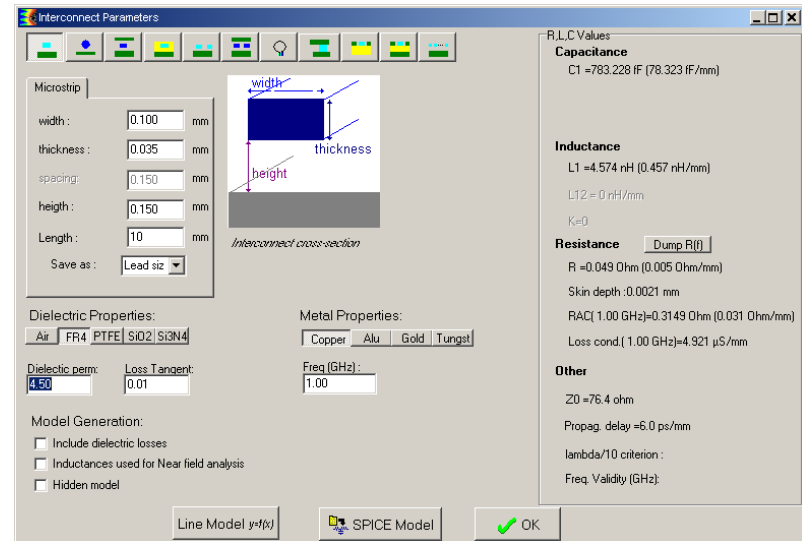 Interconnect Parameters
Microstrip
width :
0.100
mm
thickness :
0.035
mm
spacing:
0.150
mm
heigth :
0.150
mm
Length :
10
mm
Save as :
Lead siz
width
thickness
height
Interconnect cross-section
Dielectric Properties:
Air
FR4
PTFE
SiO2
Si3N4
Dielectic perm:
4.50
Loss Tangent:
0.01
Metal Properties:
Copper
Alu
Gold
Tungst
Freq (GHz) :
1.00
Model Generation:
Include dielectric losses
Inductances used for Near field analysis
Hidden model
Line Model y=f(x)
SPICE Model
OK
R,L,C Values
Capacitance
C1 =783.228 fF (78.323 fF/mm)
Inductance
L1 =4.574 nH (0.457 nH/mm)
L12 = 0 nH/mm
K=0
Resistance
Dump R(f)
R =0.049 Ohm (0.005 Ohm/mm)
Skin depth :0.0021 mm
RAC( 1.00 GHz)=0.3149 Ohm (0.031 Ohm/mm)
Loss cond.( 1.00 GHz)=4.921 µS/mm
Other
Z0 =76.4 ohm
Propag. delay =6.0 ps/mm
lambda/10 criterion :
Freq. Validity (GHz):